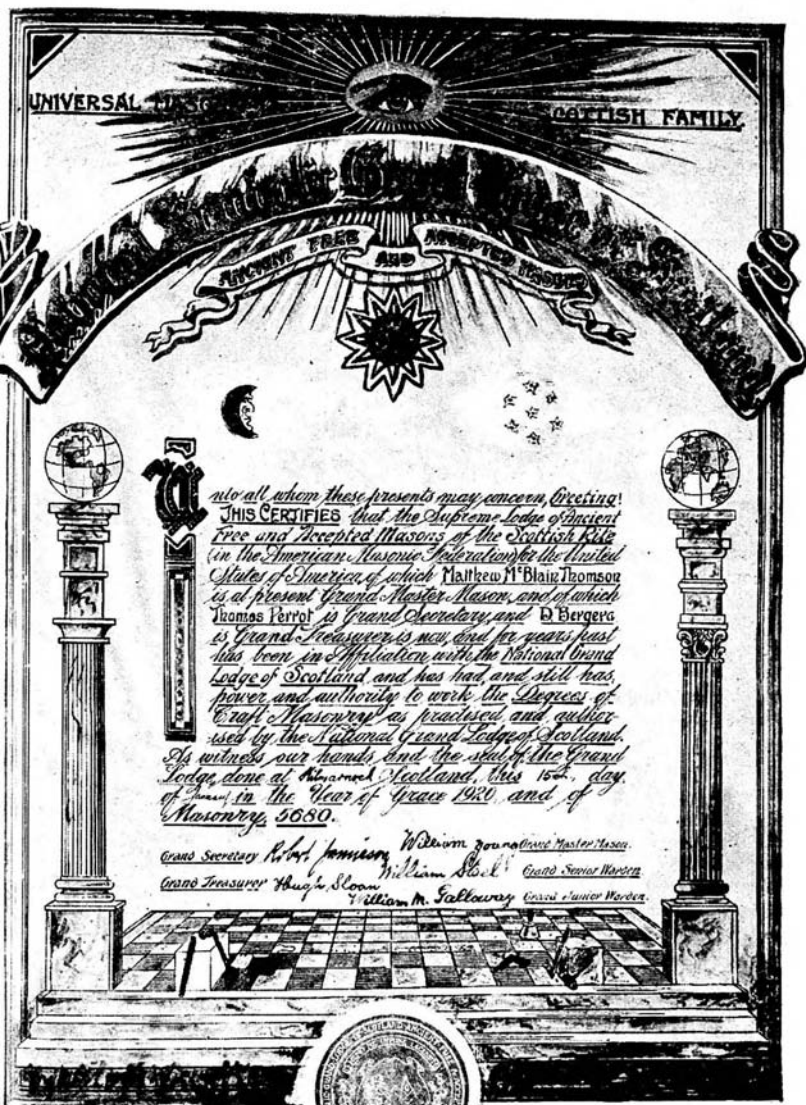 UNIVERSAL
SCOTTISH FAMILY.
Grand
ANCIENT FREE AND ACCEPTED MASONS
Unto all whom these presents may concern, Greeting!
THIS CERTIFIES that the Supreme Lodge of Ancient
Free and Accepted Masons of the Scottish Rite
(in the American Masonic Federation) for the United
States of America, of which Matthew McBlain Thomson
is at present Grand Master Mason, and of which
Thomas Perrot is Grand Secretary, and D. Bergera
is Grand Treasurer, is now, and for years past
has been in Affiliation with the National Grand
Lodge of Scotland and has had, and still has,
power and authority to work the Degrees of
Craft Masonry as practised and author-
ised by the National Grand Lodge of Scotland.
As witness our hands and the seal of the Grand
Lodge, done at Kilmarnock Scotland, this 15th day
of in the Year of Grace 1920 and of
Masonry 5680.
William Young Grand Master Mason.
Grand Secretary Robert Jamieson
William Steel Grand Senior Warden.
Grand Treasurer Hugh Sloan
William M. Galloway Grand Junior Warden.